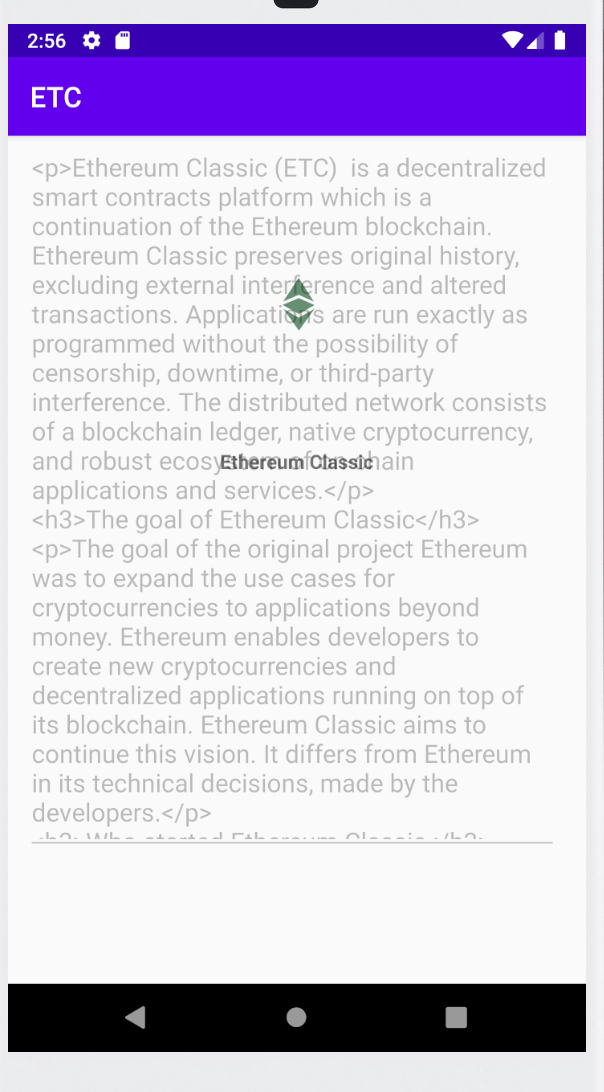 2:56
ETC
<p>Ethereum Classic (ETC)  is a decentralized
smart contracts platform which is a
continuation of the Ethereum blockchain.
Ethereum Classic preserves original history,
excluding external interference and altered
transactions. Applications are run exactly as
programmed without the possibility of
censorship, downtime, or third-party
interference. The distributed network consists
of a blockchain ledger, native cryptocurrency,
and robust ecosystem of on-chain
Ethereum Classic
applications and services.</p>
<h3>The goal of Ethereum Classic</h3>
<p>The goal of the original project Ethereum
was to expand the use cases for
cryptocurrencies to applications beyond
money. Ethereum enables developers to
create new cryptocurrencies and
decentralized applications running on top of
its blockchain. Ethereum Classic aims to
continue this vision. It differs from Ethereum
in its technical decisions, made by the
developers.</p>
<h3>Who started Ethereum Classic </h3>